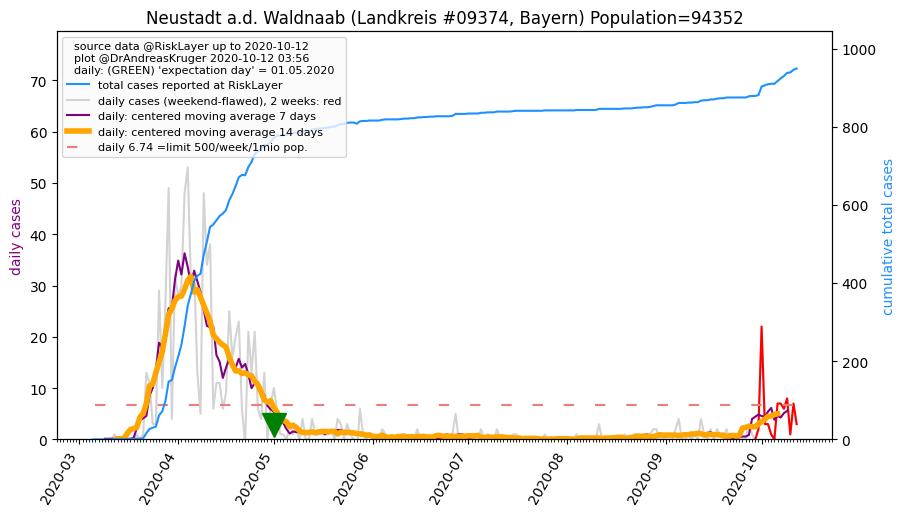 Neustadt a.d. Waldnaab (Landkreis #09374, Bayern) Population=94352
source data @RiskLayer up to 2020-10-12
plot @DrAndreasKruger 2020-10-12 03:56
daily: (GREEN) 'expectation day' = 01.05.2020
total cases reported at RiskLayer
daily cases (weekend-flawed), 2 weeks: red
daily: centered moving average 7 days
daily: centered moving average 14 days
daily 6.74 =limit 500/week/1mio pop.
daily cases
70
60
50
40
30
20
10
0
cumulative total cases
1000
800
600
400
200
0
2020-03
2020-04
2020-05
2020-06
2020-07
2020-08
2020-09
2020-10